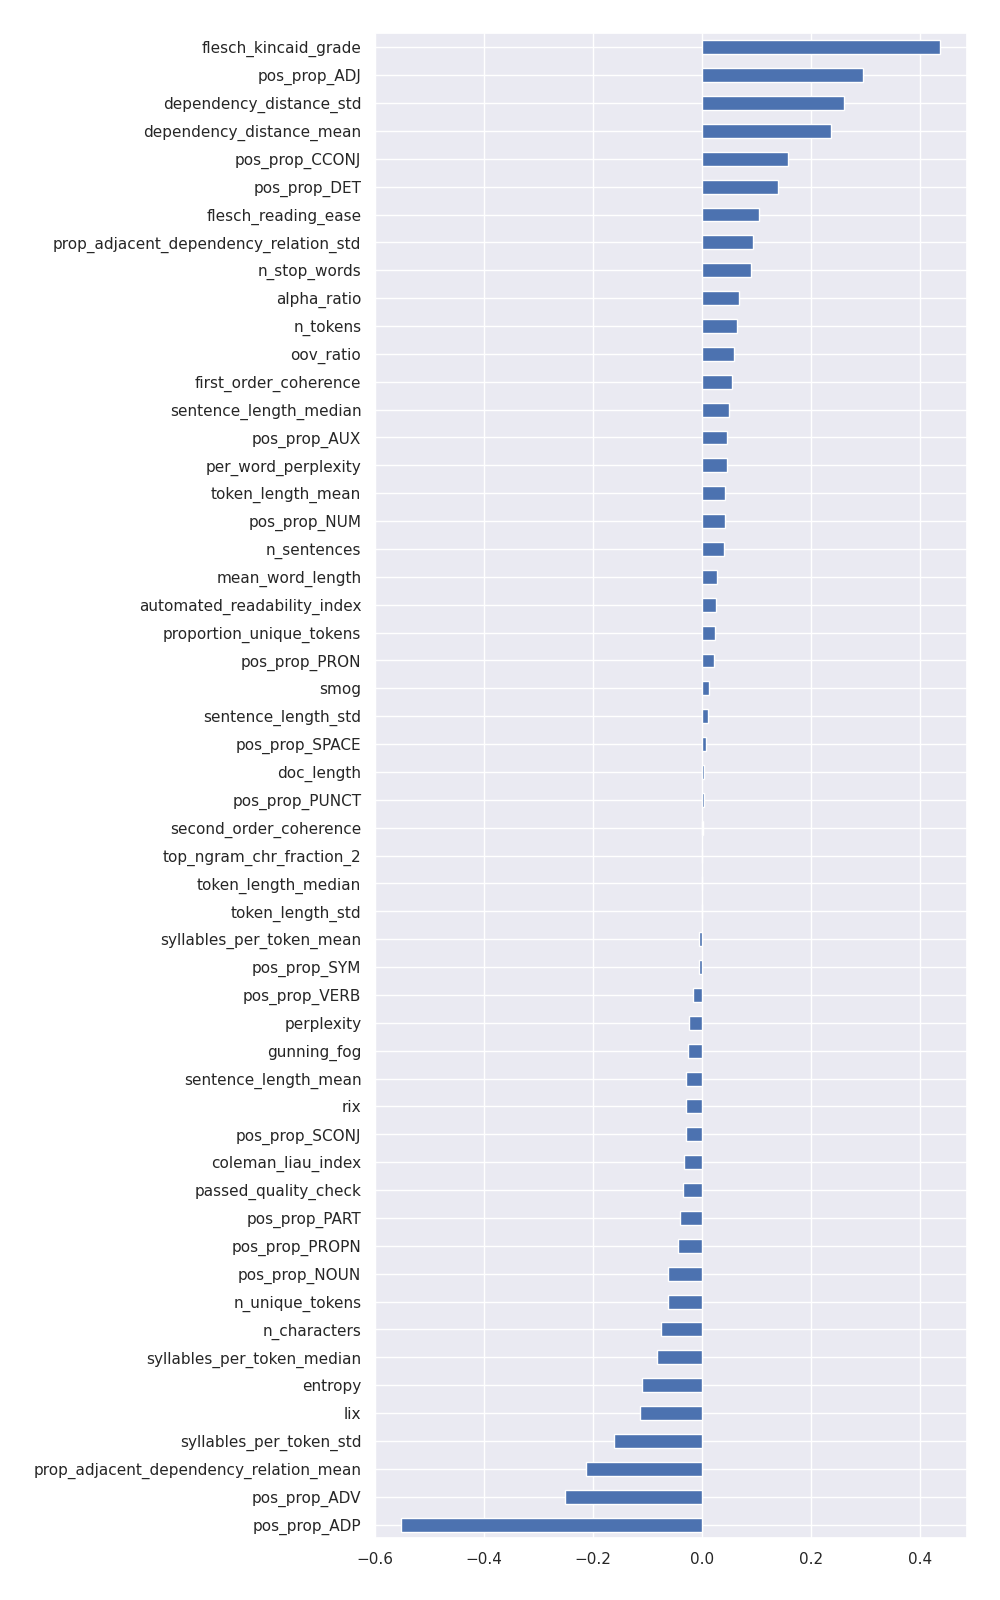 flesch_kincaid_grade
pos_prop_ADJ
dependency_distance_std
dependency_distance_mean
pos_prop_CCONJ
pos_prop_DET
flesch_reading_ease
prop_adjacent_dependency_relation_std
n_stop_words
alpha_ratio
n_tokens
oov_ratio
first_order_coherence
sentence_length_median
pos_prop_AUX
per_word_perplexity
token_length_mean
pos_prop_NUM
n_sentences
mean_word_length
automated_readability_index
proportion_unique_tokens
pos_prop_PRON
smog
sentence_length_std
pos_prop_SPACE
doc_length
pos_prop_PUNCT
second_order_coherence
top_ngram_chr_fraction_2
token_length_median
token_length_std
syllables_per_token_mean
pos_prop_SYM
pos_prop_VERB
perplexity
gunning_fog
sentence_length_mean
rix
pos_prop_SCONJ
coleman_liau_index
passed_quality_check
pos_prop_PART
pos_prop_PROPN
pos_prop_NOUN
n_unique_tokens
n_characters
syllables_per_token_median
entropy
lix
syllables_per_token_std
prop_adjacent_dependency_relation_mean
pos_prop_ADV
pos_prop_ADP
−0.6 −0.4 −0.2 0.0 0.2 0.4